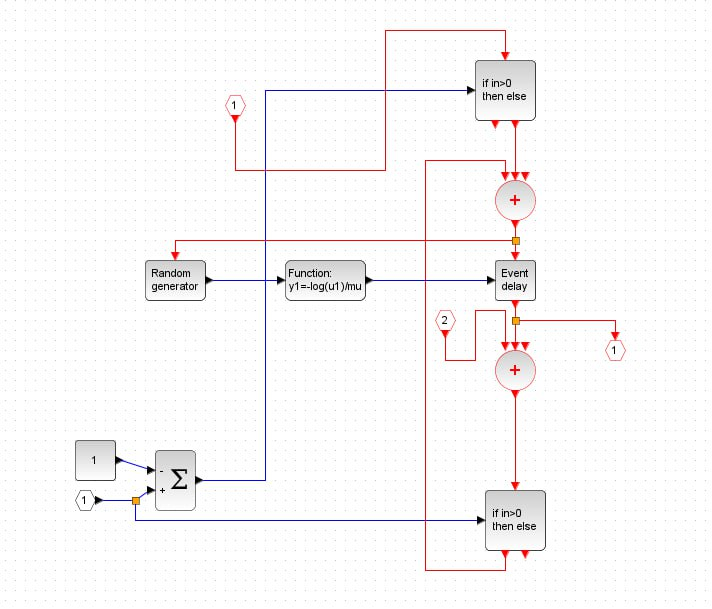 if in>0
then else
1
+
Random
generator
Function:
y1=-log(u1)/mu
Event
delay
2
1
+
1
-
Σ
1
+
if in>0
then else